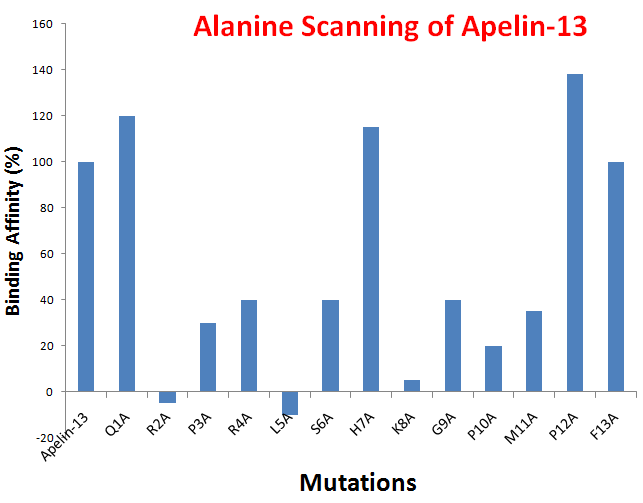 Alanine Scanning of Apelin-13
Binding Affinity (%)
160
140
120
100
80
60
40
20
0
-20
Apelin-13
Q1A
R2A
P3A
R4A
L5A
S6A
H7A
K8A
G9A
P10A
M11A
P12A
F13A
Mutations